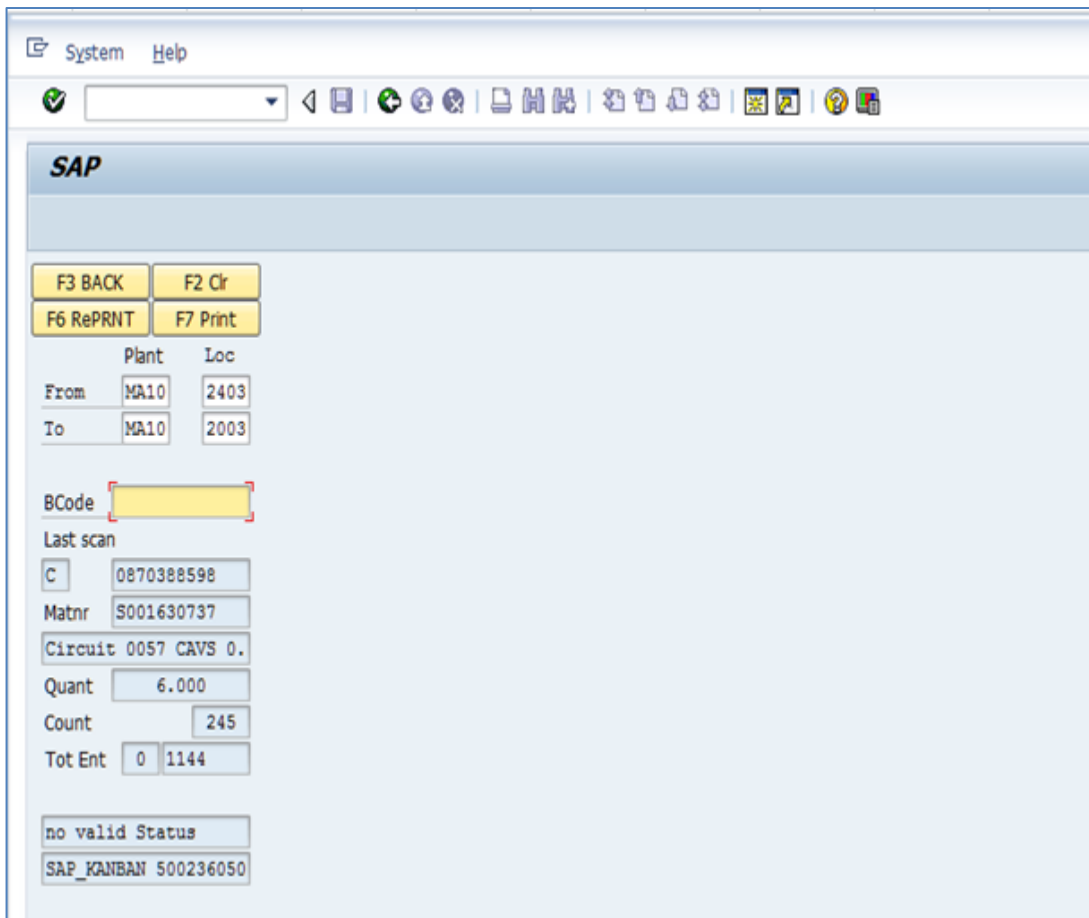 System Help
SAP
F3 BACK F2 Clr
F6 RePRNT F7 Print
Plant Loc
From MA10 2403
To MA10 2003
BCode
Last scan
C 0870388598
Matnr S001630737
Circuit 0057 CAVS 0.
Quant 6.000
Count 245
Tot Ent 0 1144
no valid Status
SAP_KANBAN 500236050